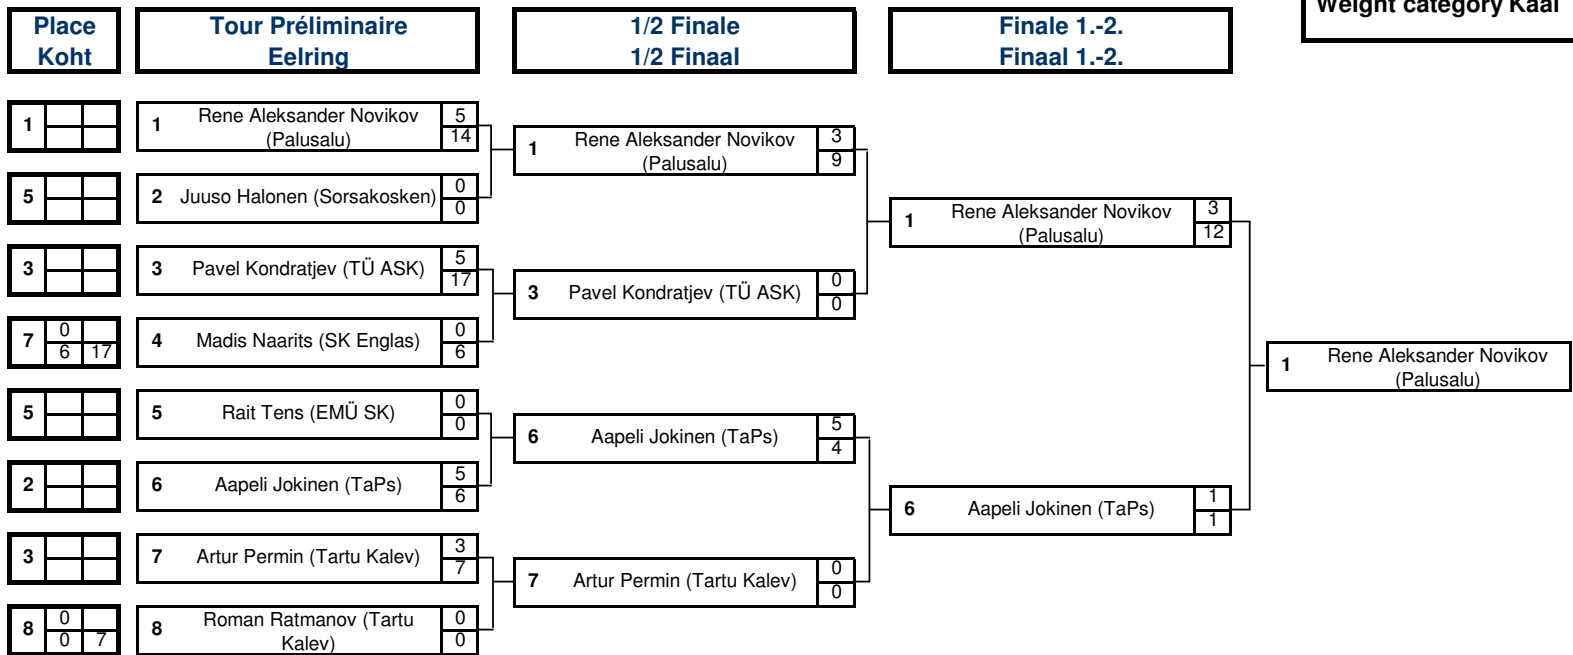 Weight category Kaal
Place
Koht
Tour Préliminaire
Eelring
1/2 Finale
1/2 Finaal
Finale 1.-2.
Finaal 1.-2.
1
1
Rene Aleksander Novikov
(Palusalu)
5
14
5
2
Juuso Halonen (Sorsakosken)
0
0
3
3
Pavel Kondratjev (TÜ ASK)
5
17
7
0
6 17
4
Madis Naarits (SK Englas)
0
6
5
5
Rait Tens (EMÜ SK)
0
0
2
6
Aapeli Jokinen (TaPs)
5
6
3
7
Artur Permin (Tartu Kalev)
3
7
8
0
0 7
8
Roman Ratmanov (Tartu
Kalev)
0
0
1
Rene Aleksander Novikov
(Palusalu)
3
9
3
Pavel Kondratjev (TÜ ASK)
0
0
6
Aapeli Jokinen (TaPs)
5
4
7
Artur Permin (Tartu Kalev)
0
0
1
Rene Aleksander Novikov
(Palusalu)
3
12
6
Aapeli Jokinen (TaPs)
1
1
1
Rene Aleksander Novikov
(Palusalu)